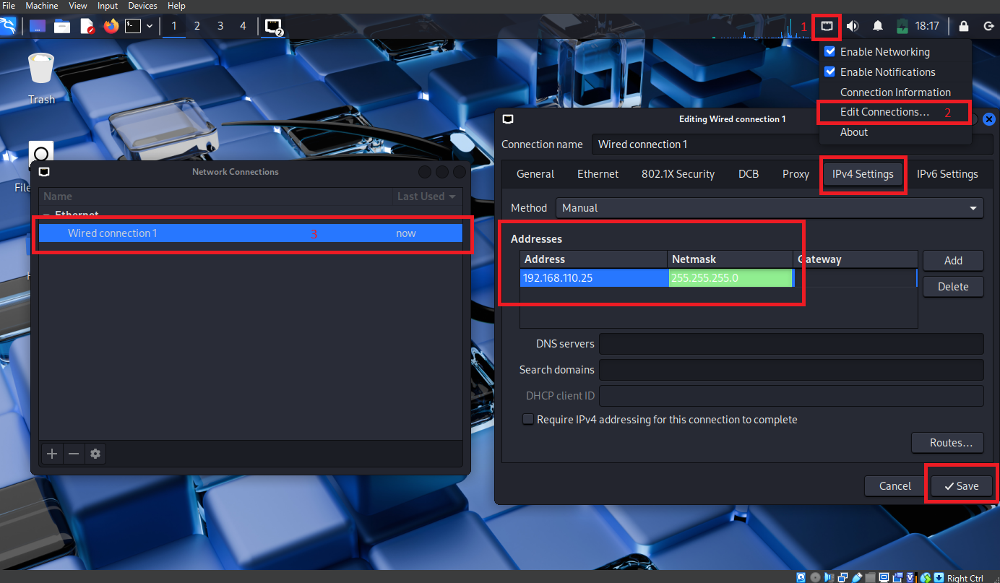 File Machine View Input Devices Help
1 2 3 4 2 1 18:17
Enable Networking
Enable Notifications
Connection Information
Edit Connections... 2
About
Trash
File
Network Connections
Name Last Used
Ethernet
Wired connection 1 3 now
Editing Wired connection 1
Connection name Wired connection 1
General Ethernet 802.1X Security DCB Proxy IPv4 Settings IPv6 Settings
Method Manual
Addresses
Address Netmask Gateway
192.168.110.25 255.255.255.0
Add
Delete
DNS servers
Search domains
DHCP client ID
Require IPv4 addressing for this connection to complete
Routes...
Cancel Save
Right Ctrl